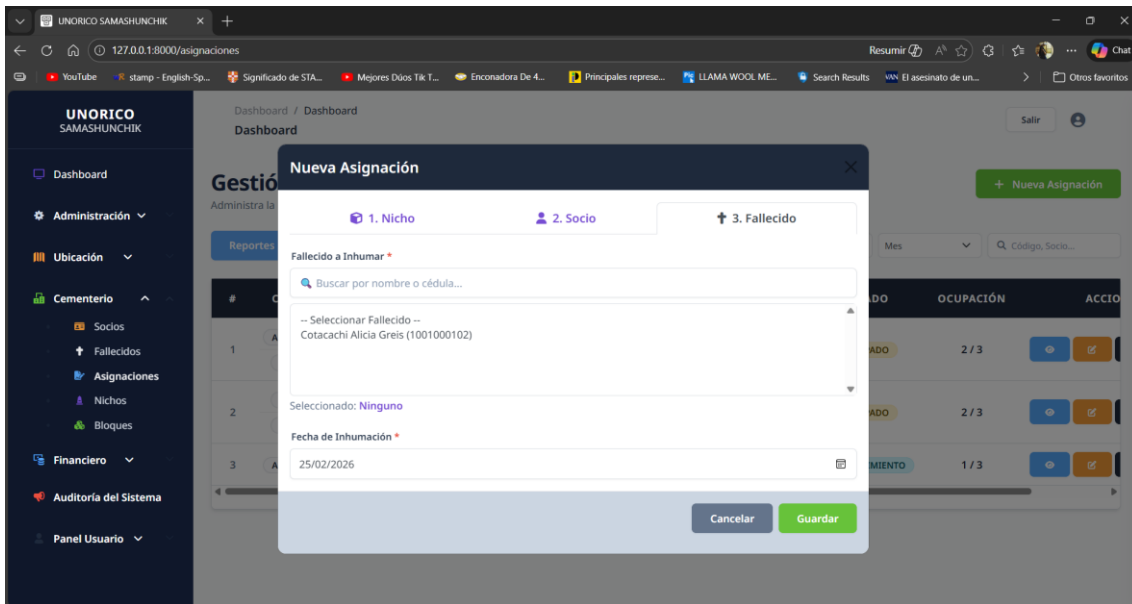 UNORICO SAMASHUNCHIK
127.0.0.1:8000/asignaciones
Resumir
Chat
YouTube
stamp - English-Sp...
Significado de STA...
Mejores Dúos Tik T...
Enconadora De 4...
Principales represe...
LLAMA WOOL ME...
Search Results
VAN El asesinato de un...
Otros favoritos
UNORICO
SAMASHUNCHIK
Dashboard
Administración
Ubicación
Cementerio
Socios
Fallecidos
Asignaciones
Nichos
Bloques
Financiero
Auditoría del Sistema
Panel Usuario
Dashboard / Dashboard
Dashboard
Salir
Gestió
Administra la
+ Nueva Asignación
Reportes
Mes
Código, Socio...
# C ADO OCUPACIÓN ACCIO
1 A PADO 2 / 3
2 PADO 2 / 3
3 A MIENTO 1 / 3
Nueva Asignación
1. Nicho
2. Socio
3. Fallecido
Fallecido a Inhumar *
Buscar por nombre o cédula...
-- Seleccionar Fallecido --
Cotacachi Alicia Greis (1001000102)
Seleccionado: Ninguno
Fecha de Inhumación *
25/02/2026
Cancelar
Guardar